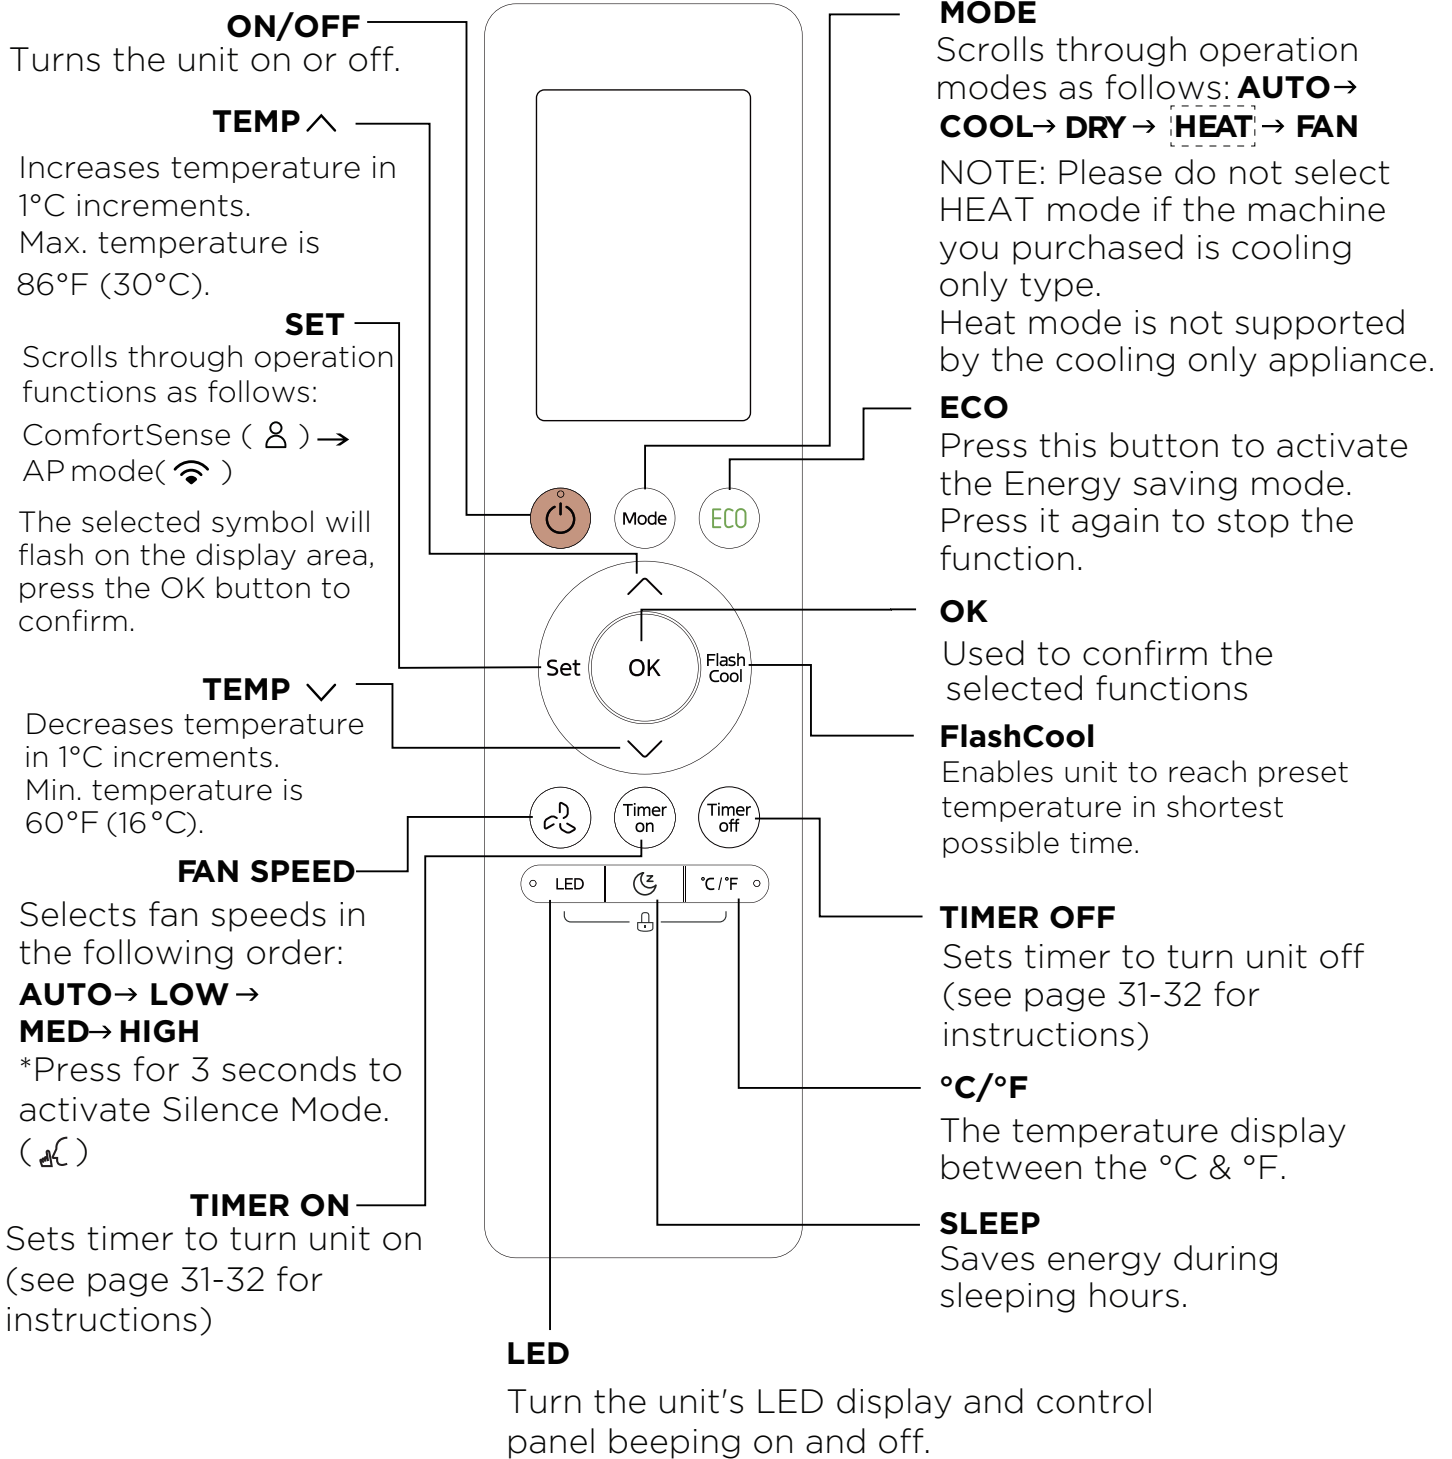 ON/OFF
Turns the unit on or off.
TEMP
Increases temperature in
1°C increments.
Max. temperature is
86°F (30°C).
SET
Scrolls through operation
functions as follows:
ComfortSense ( ) →
AP mode( )
The selected symbol will
flash on the display area,
press the OK button to
confirm.
TEMP
Decreases temperature
in 1°C increments.
Min. temperature is
60°F (16°C).
FAN SPEED
Selects fan speeds in
the following order:
AUTO→ LOW →
MED→ HIGH
*Press for 3 seconds to
activate Silence Mode.
( )
TIMER ON
Sets timer to turn unit on
(see page 31-32 for
instructions)
Mode
ECO
Set
OK
Flash
Cool
Timer
on
Timer
off
LED
z
°C/°F
MODE
Scrolls through operation
modes as follows: AUTO→
COOL→ DRY → HEAT → FAN
NOTE: Please do not select
HEAT mode if the machine
you purchased is cooling
only type.
Heat mode is not supported
by the cooling only appliance.
ECO
Press this button to activate
the Energy saving mode.
Press it again to stop the
function.
OK
Used to confirm the
selected functions
FlashCool
Enables unit to reach preset
temperature in shortest
possible time.
TIMER OFF
Sets timer to turn unit off
(see page 31-32 for
instructions)
°C/°F
The temperature display
between the °C & °F.
SLEEP
Saves energy during
sleeping hours.
LED
Turn the unit's LED display and control
panel beeping on and off.